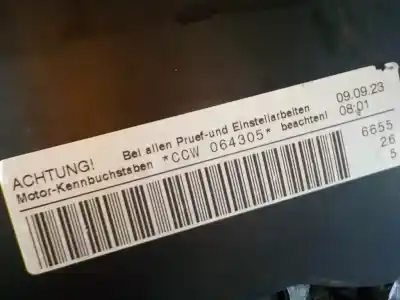 ACHTUNG! Bei allen Pruef-und Einstellarbeiten 09.09.23
Motor-Kennbuchstaben *CCW 064305* beachten! 08:01
6655
26
5